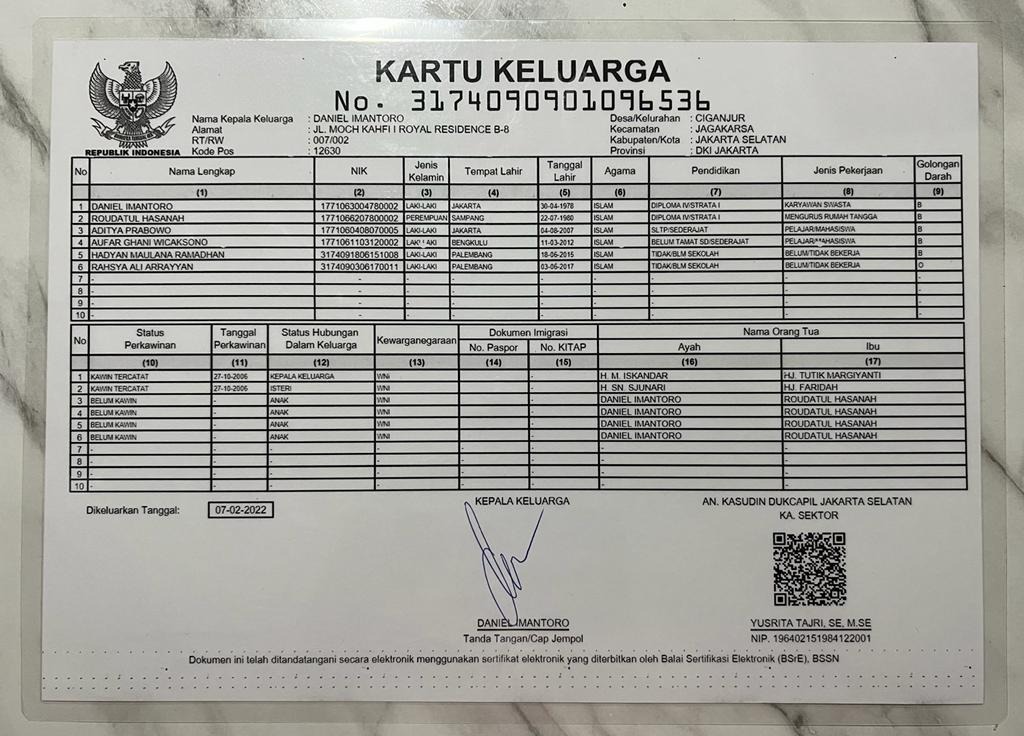 KARTU KELUARGA
No. 3174090901096536
REPUBLIK INDONESIA
Nama Kepala Keluarga : DANIEL IMANTORO
Alamat : JL. MOCH KAHFI I ROYAL RESIDENCE B-8
RT/RW : 007/002
Kode Pos : 12630
Desa/Kelurahan : CIGANJUR
Kecamatan : JAGAKARSA
Kabupaten/Kota : JAKARTA SELATAN
Provinsi : DKI JAKARTA
No Nama Lengkap NIK Jenis Kelamin Tempat Lahir Tanggal Lahir Agama Pendidikan Jenis Pekerjaan Golongan Darah
(1) (2) (3) (4) (5) (6) (7) (8) (9)
1 DANIEL IMANTORO 1771063004780002 LAKI-LAKI JAKARTA 30-04-1978 ISLAM DIPLOMA IV/STRATA I KARYAWAN SWASTA B
2 ROUDATUL HASANAH 1771066207800002 PEREMPUAN SAMPANG 22-07-1980 ISLAM DIPLOMA IV/STRATA I MENGURUS RUMAH TANGGA B
3 ADITYA PRABOWO 1771060408070005 LAKI-LAKI JAKARTA 04-08-2007 ISLAM SLTP/SEDERAJAT PELAJAR/MAHASISWA B
4 AUFAR GHANI WICAKSONO 1771061103120002 LAKI-LAKI BENGKULU 11-03-2012 ISLAM BELUM TAMAT SD/SEDERAJAT PELAJAR/MAHASISWA B
5 HADYAN MAULANA RAMADHAN 3174091806151008 LAKI-LAKI PALEMBANG 18-06-2015 ISLAM TIDAK/BLM SEKOLAH BELUM/TIDAK BEKERJA B
6 RAHSYA ALI ARRAYYAN 3174090306170011 LAKI-LAKI PALEMBANG 03-06-2017 ISLAM TIDAK/BLM SEKOLAH BELUM/TIDAK BEKERJA O
7 - - - - - - - - -
8 - - - - - - - - -
9 - - - - - - - - -
10 - - - - - - - - -
No Status Perkawinan Tanggal Perkawinan Status Hubungan Dalam Keluarga Kewarganegaraan Dokumen Imigrasi Nama Orang Tua
No. Paspor No. KITAP Ayah Ibu
(10) (11) (12) (13) (14) (15) (16) (17)
1 KAWIN TERCATAT 27-10-2006 KEPALA KELUARGA WNI H. M. ISKANDAR HJ. TUTIK MARGIYANTI
2 KAWIN TERCATAT 27-10-2006 ISTERI WNI H. SN. SJUNARI HJ. FARIDAH
3 BELUM KAWIN - ANAK WNI DANIEL IMANTORO ROUDATUL HASANAH
4 BELUM KAWIN - ANAK WNI DANIEL IMANTORO ROUDATUL HASANAH
5 BELUM KAWIN - ANAK WNI DANIEL IMANTORO ROUDATUL HASANAH
6 BELUM KAWIN - ANAK WNI DANIEL IMANTORO ROUDATUL HASANAH
7 - - - - - - - -
8 - - - - - - - -
9 - - - - - - - -
10 - - - - - - - -
Dikeluarkan Tanggal: 07-02-2022
KEPALA KELUARGA
DANIEL IMANTORO
Tanda Tangan/Cap Jempol
AN. KASUDIN DUKCAPIL JAKARTA SELATAN
KA. SEKTOR
YUSRITA TAJRI, SE, M.SE
NIP. 196402151984122001
Dokumen ini telah ditandatangani secara elektronik menggunakan sertifikat elektronik yang diterbitkan oleh Balai Sertifikasi Elektronik (BSrE), BSSN